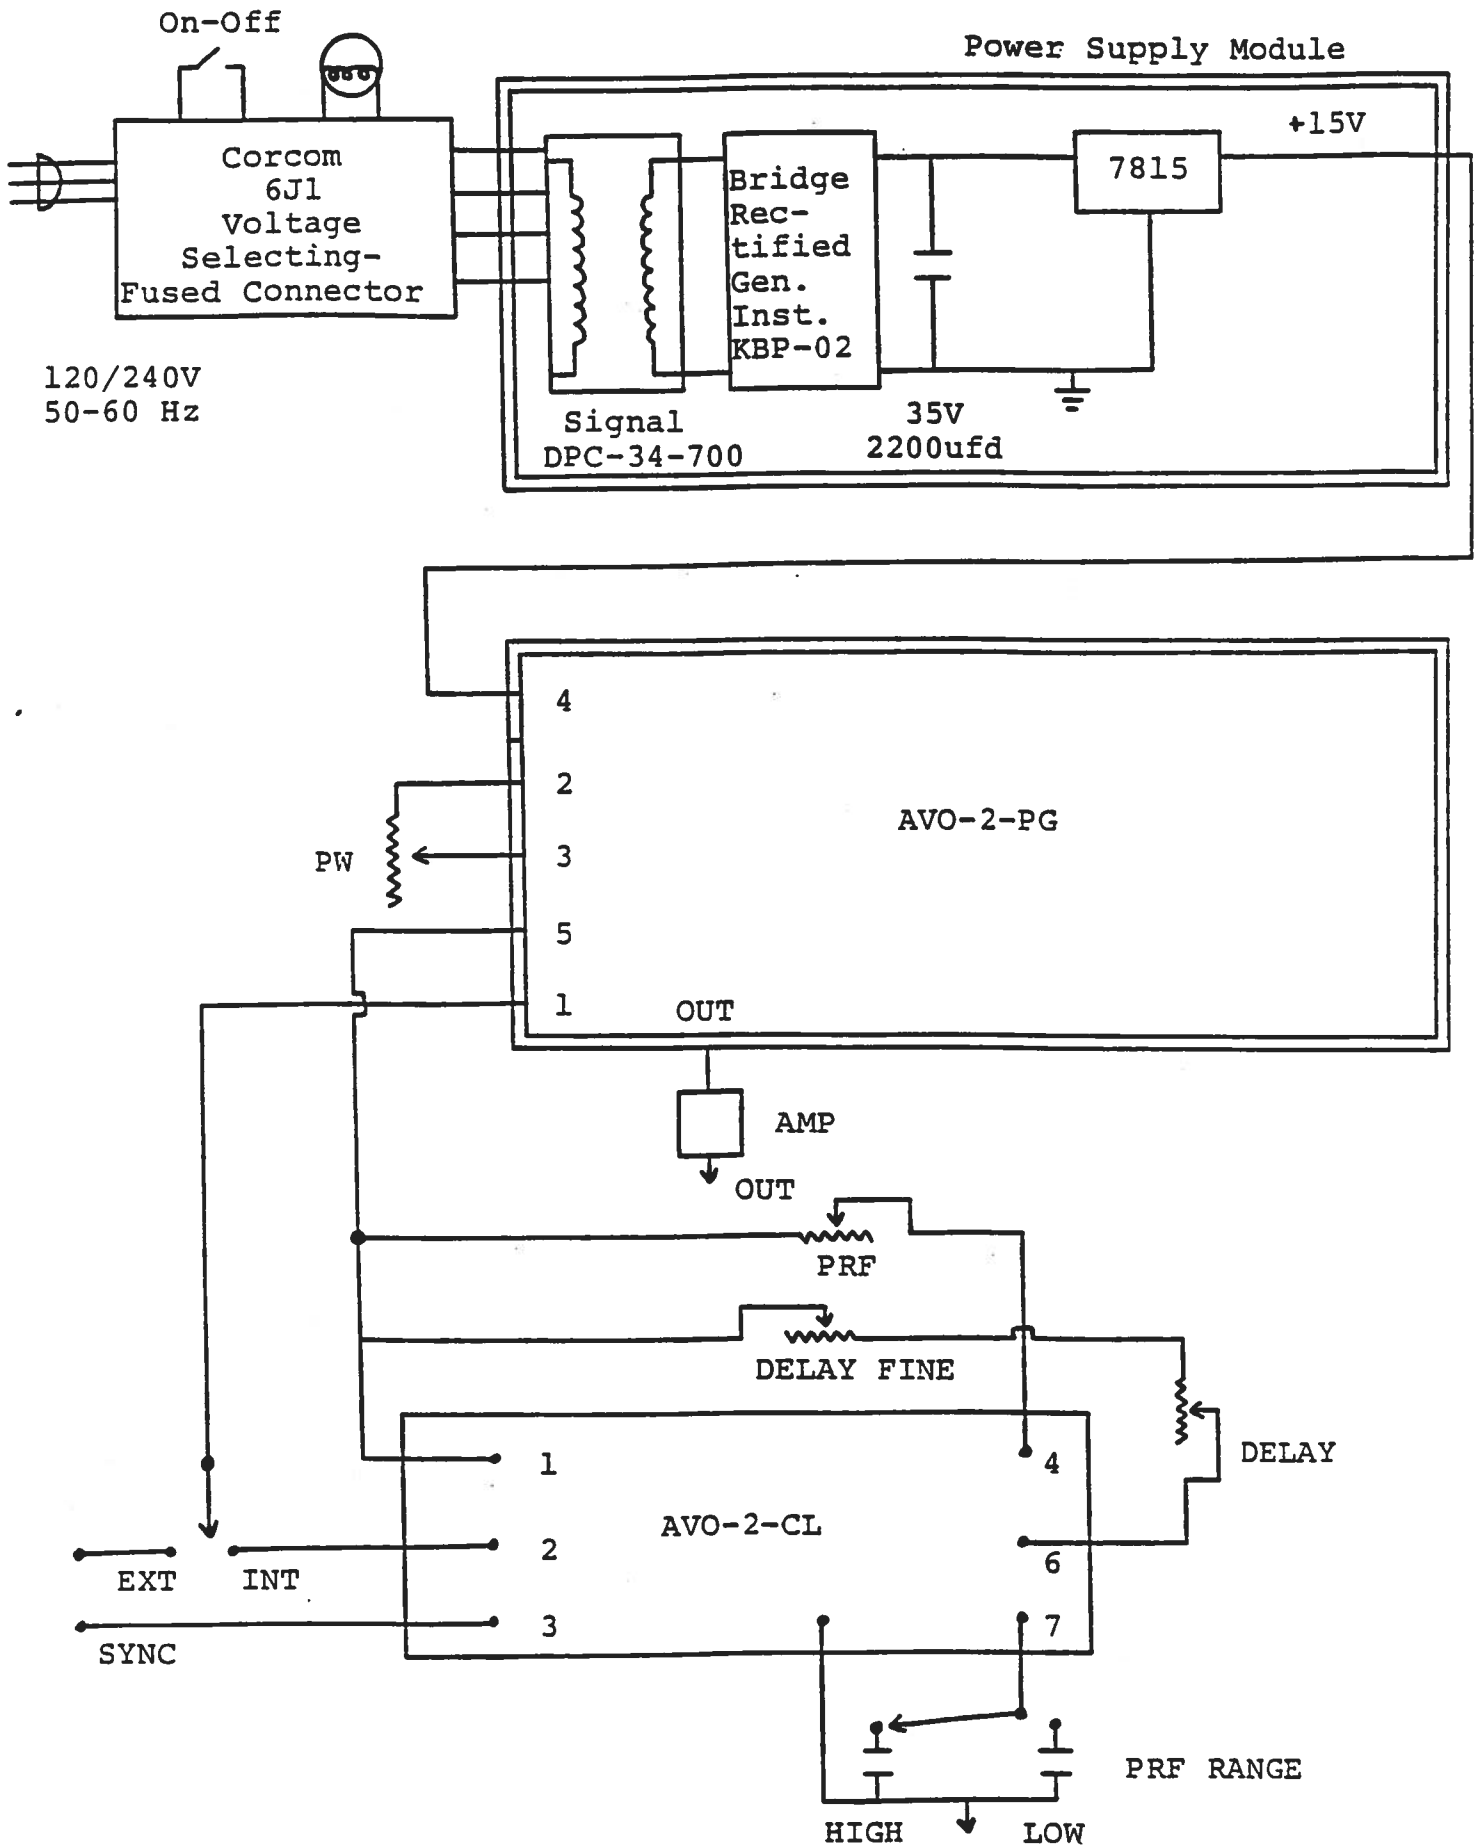 On-Off
Power Supply Module
+15V
Corcom
6J1
Voltage
Selecting-
Fused Connector
Bridge
Rec-
tified
Gen.
Inst.
KBP-02
7815
120/240V
50-60 Hz
Signal
DPC-34-700
35V
2200ufd
4
2
AVO-2-PG
PW
3
5
1
OUT
AMP
OUT
PRF
DELAY FINE
1
4
DELAY
AVO-2-CL
2
6
EXT
INT
3
7
SYNC
PRF RANGE
HIGH
LOW